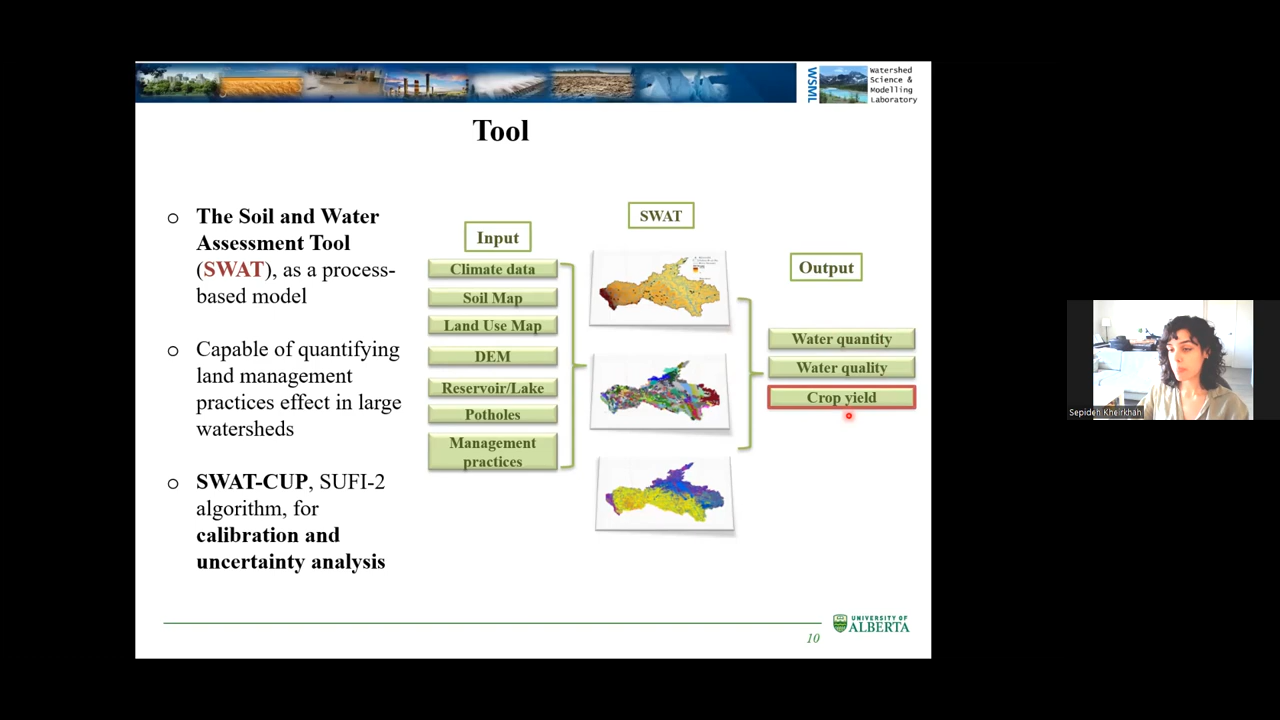 WSML
Watershed
Science &
Modelling
Laboratory
Tool
The Soil and Water
Assessment Tool
(SWAT), as a process-
based model
Capable of quantifying
land management
practices effect in large
watersheds
SWAT-CUP, SUFI-2
algorithm, for
calibration and
uncertainty analysis
Input
Climate data
Soil Map
Land Use Map
DEM
Reservoir/Lake
Potholes
Management
practices
SWAT
Output
Water quantity
Water quality
Crop yield
UNIVERSITY OF
ALBERTA
10
Sepideh Kheirkhah